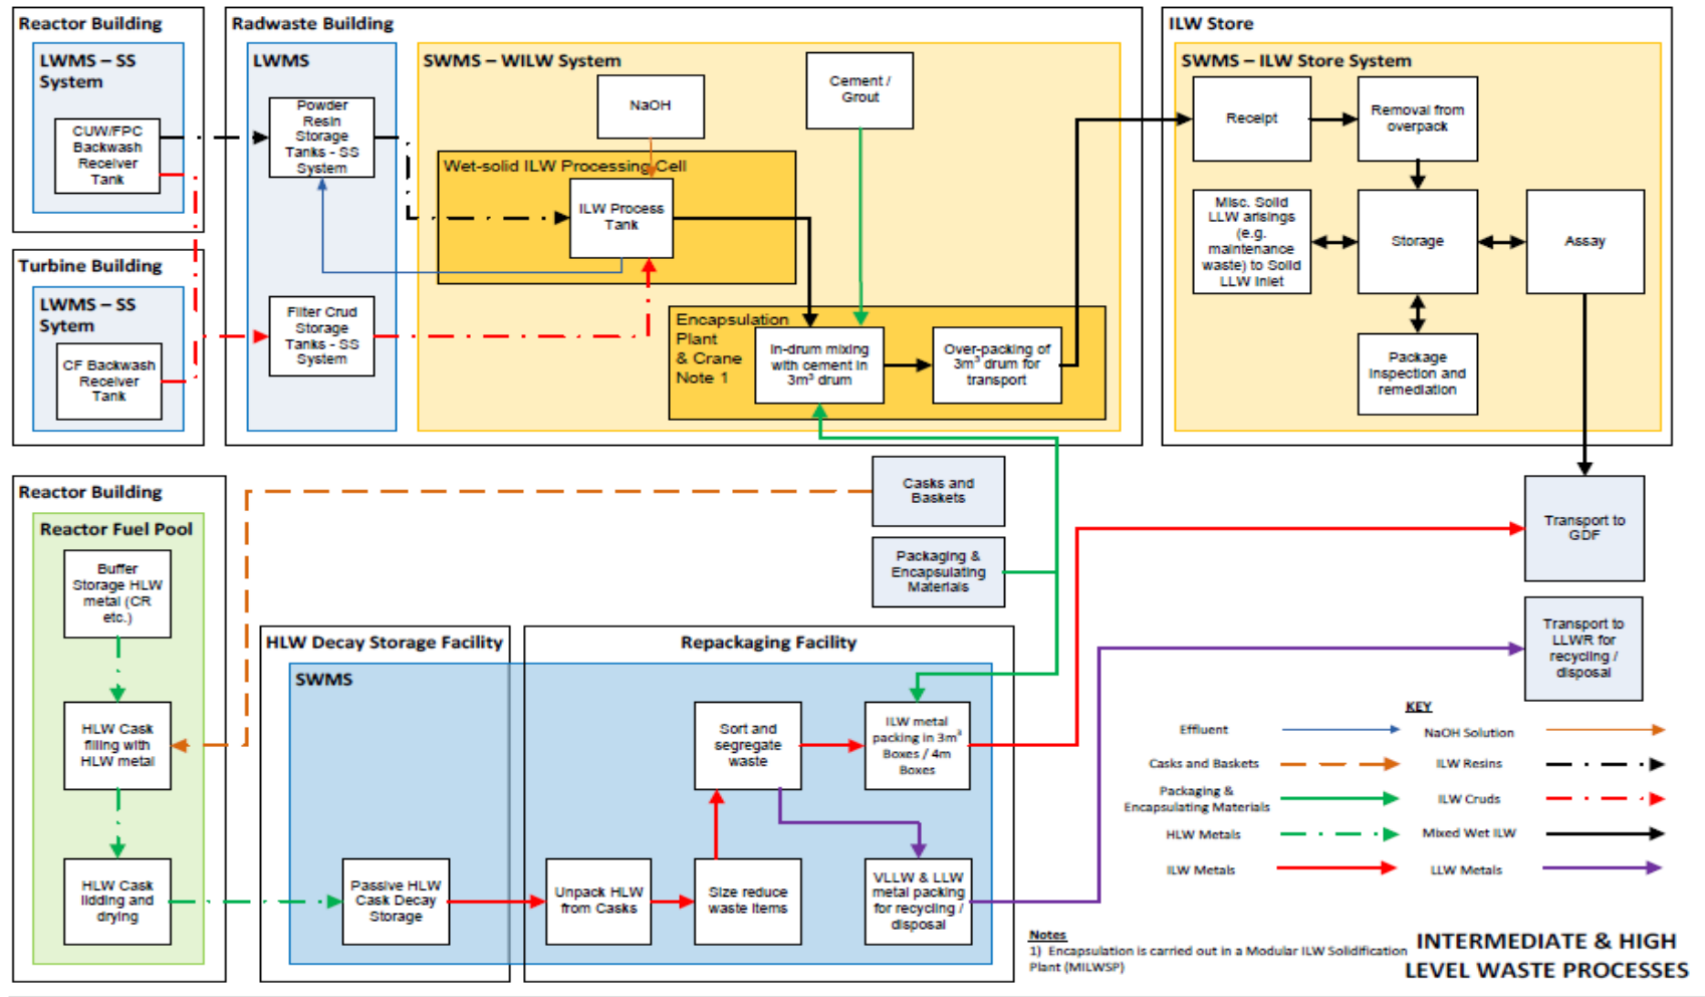 Reactor Building
LWMS – SS
System
CUW/FPC
Backwash
Receiver
Tank
Turbine Building
LWMS – SS
Sytem
CF Backwash
Receiver
Tank
Radwaste Building
LWMS
Powder
Resin
Storage
Tanks - SS
System
Filter Crud
Storage
Tanks - SS
System
SWMS – WILW System
NaOH
Cement /
Grout
Wet-solid ILW Processing Cell
ILW Process
Tank
Encapsulation
Plant
& Crane
Note 1
In-drum mixing
with cement in
3m³ drum
Over-packing of
3m³ drum for
transport
ILW Store
SWMS – ILW Store System
Receipt
Removal from
overpack
Misc. Solid
LLW arisings
(e.g.
maintenance
waste) to Solid
LLW Inlet
Storage
Assay
Package
inspection and
remediation
Reactor Building
Reactor Fuel Pool
Buffer
Storage HLW
metal (CR
etc.)
HLW Cask
filling with
HLW metal
HLW Cask
lidding and
drying
Casks and
Baskets
Packaging &
Encapsulating
Materials
HLW Decay Storage Facility
SWMS
Passive HLW
Cask Decay
Storage
Repackaging Facility
Sort and
segregate
waste
ILW metal
packing in 3m³
Boxes / 4m
Boxes
Unpack HLW
from Casks
Size reduce
waste items
VLLW & LLW
metal packing
for recycling /
disposal
Transport to
GDF
Transport to
LLWR for
recycling /
disposal
KEY
Effluent
NaOH Solution
Casks and Baskets
ILW Resins
Packaging &
Encapsulating Materials
ILW Cruds
HLW Metals
Mixed Wet ILW
ILW Metals
LLW Metals
Notes
1) Encapsulation is carried out in a Modular ILW Solidification
Plant (MILWSP)
INTERMEDIATE & HIGH
LEVEL WASTE PROCESSES